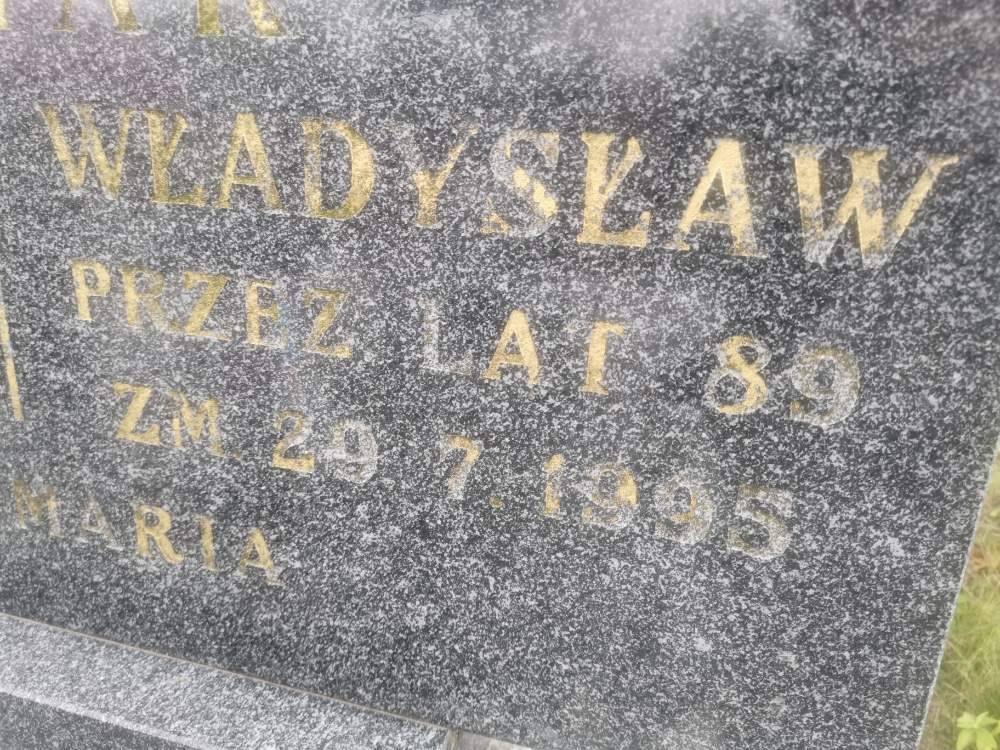 WŁADYSŁAW
PRZEZ LAT 89
ZM. 29.7.1995
MARIA